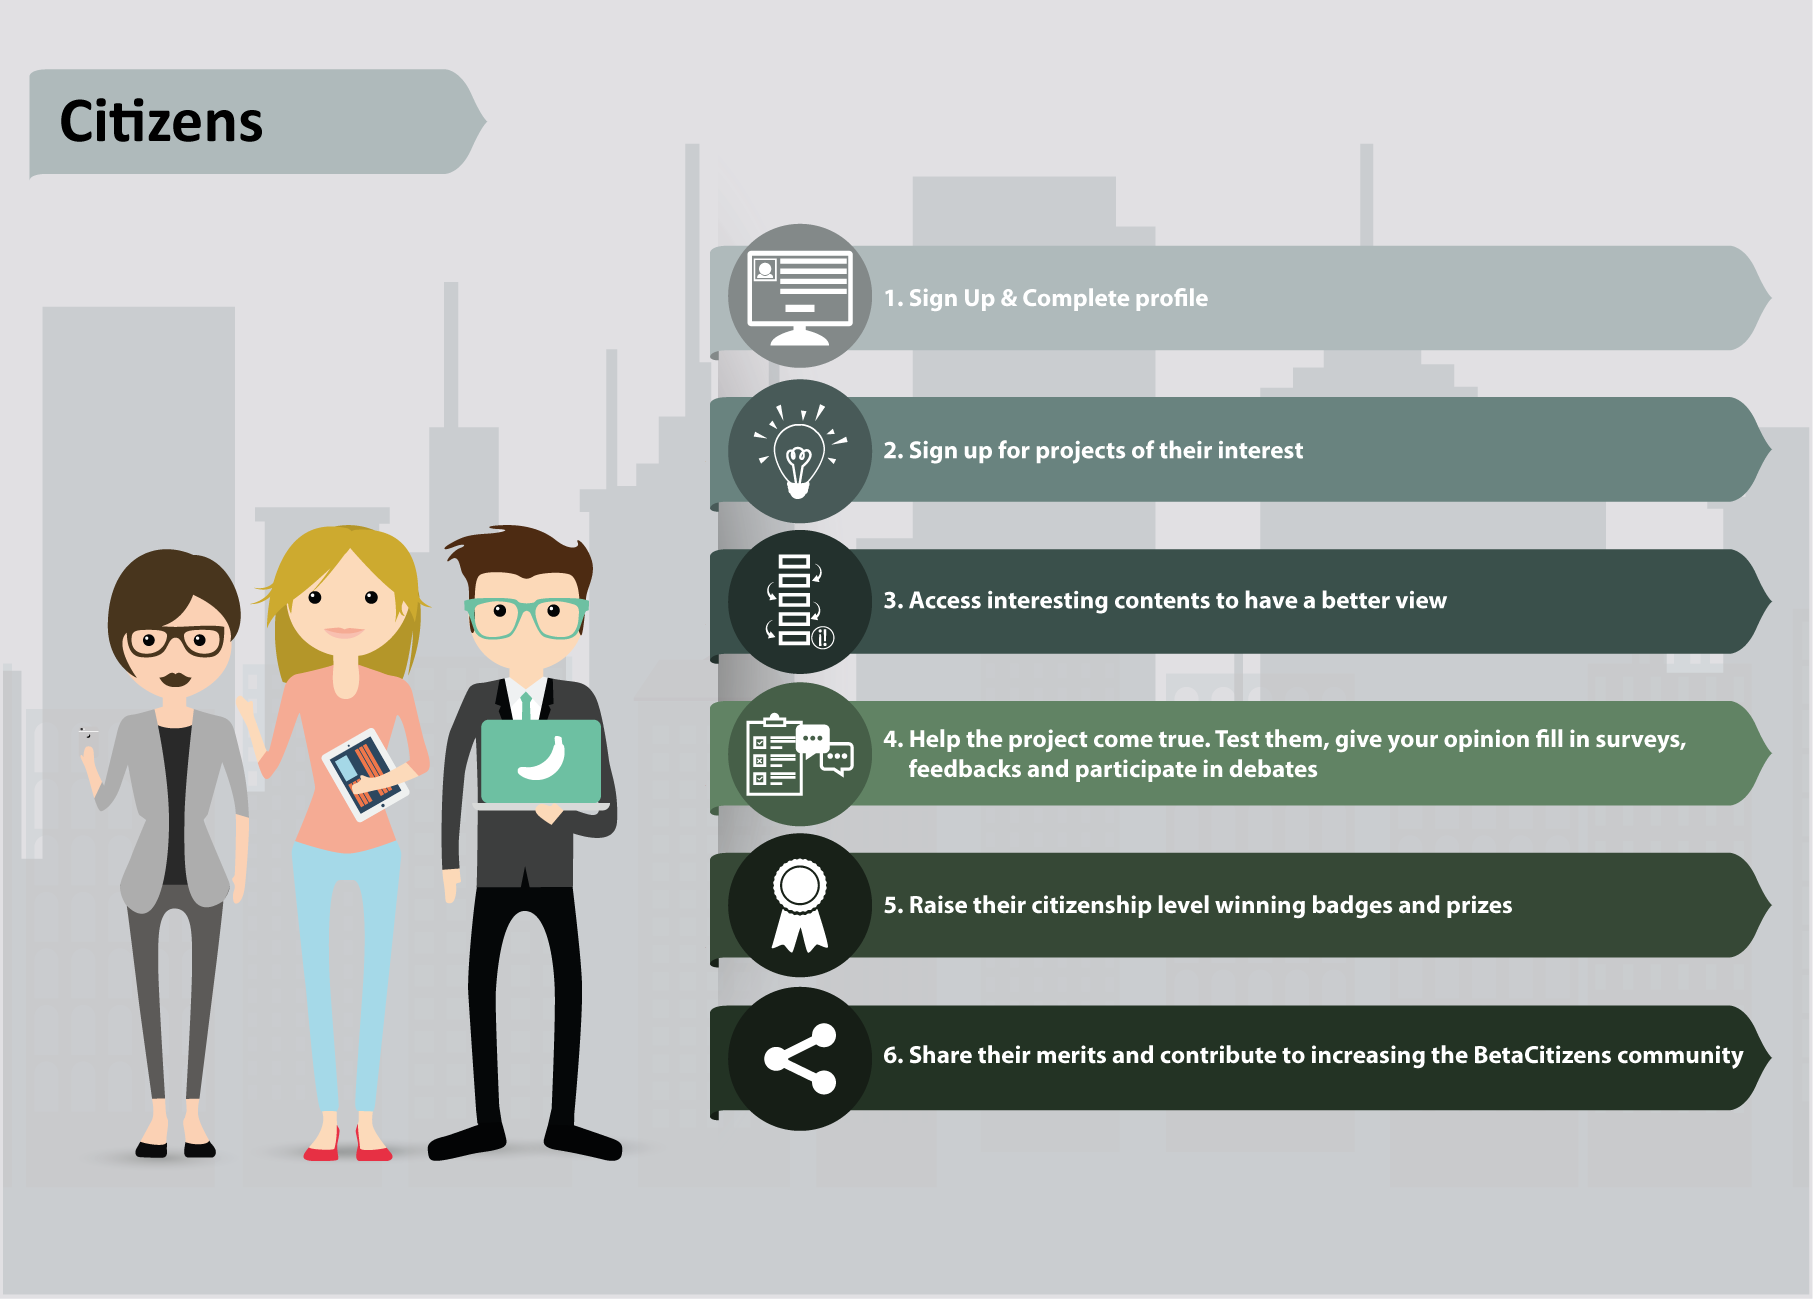 Citizens
1. Sign Up & Complete profile
2. Sign up for projects of their interest
3. Access interesting contents to have a better view
4. Help the project come true. Test them, give your opinion fill in surveys,
feedbacks and participate in debates
5. Raise their citizenship level winning badges and prizes
6. Share their merits and contribute to increasing the BetaCitizens community